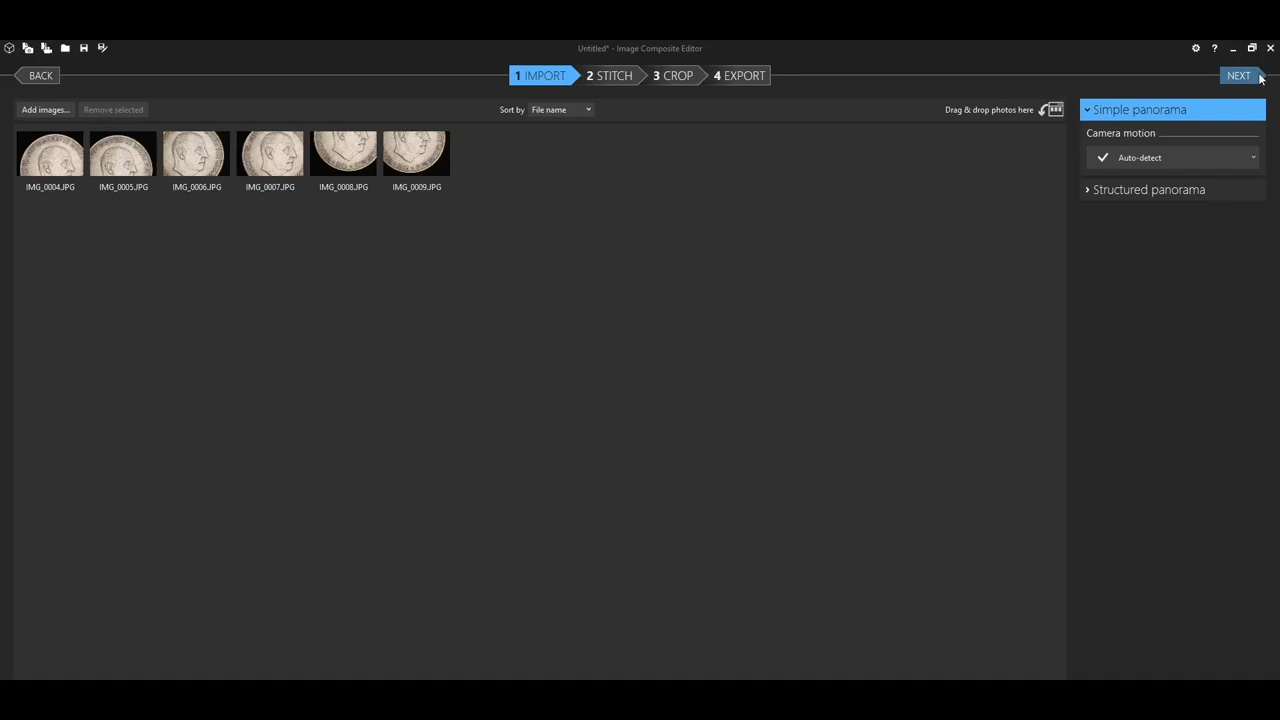 Untitled* - Image Composite Editor
BACK
1 IMPORT
2 STITCH
3 CROP
4 EXPORT
NEXT
Add images...
Remove selected
Sort by
File name
Drag & drop photos here
Simple panorama
Camera motion
Auto-detect
Structured panorama
IMG_0004.JPG
IMG_0005.JPG
IMG_0006.JPG
IMG_0007.JPG
IMG_0008.JPG
IMG_0009.JPG